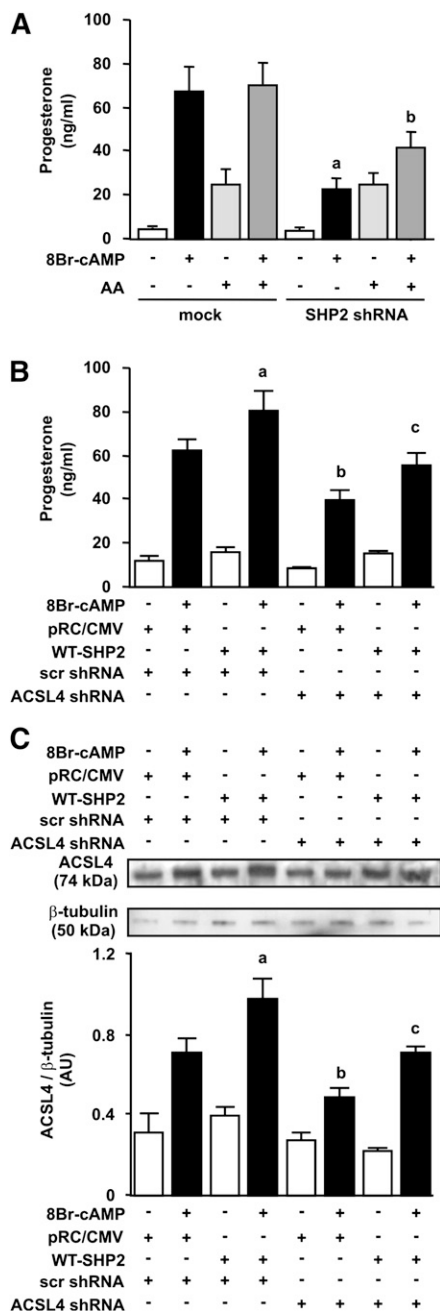 A
Progesterone
(ng/ml)
100
80
60
40
20
0
a
b
8Br-cAMP - + - + - + - +
AA - - + + - - + +
mock SHP2 shRNA
B
Progesterone
(ng/ml)
100
80
60
40
20
0
a
b
c
8Br-cAMP - + - + - + - +
pRC/CMV + + - - + + - -
WT-SHP2 - - + + - - + +
scr shRNA + + + + - - - -
ACSL4 shRNA - - - - + + + +
C
8Br-cAMP - + - + - + - +
pRC/CMV + + - - + + - -
WT-SHP2 - - + + - - + +
scr shRNA + + + + - - - -
ACSL4 shRNA - - - - + + + +
ACSL4
(74 kDa)
β-tubulin
(50 kDa)
ACSL4 / β-tubulin
(AU)
1.2
0.8
0.4
0
a
b
c
8Br-cAMP - + - + - + - +
pRC/CMV + + - - + + - -
WT-SHP2 - - + + - - + +
scr shRNA + + + + - - - -
ACSL4 shRNA - - - - + + + +